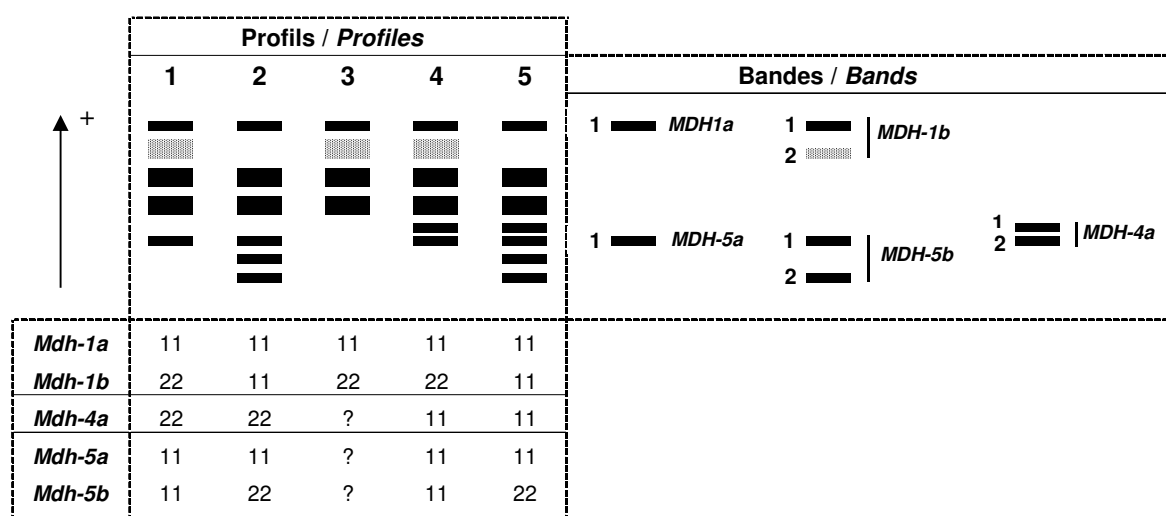 Profils / Profiles
1 2 3 4 5
Bandes / Bands
+
1 MDH1a
1
2
MDH-1b
1 MDH-5a
1
2
MDH-5b
1
2
MDH-4a
Mdh-1a 11 11 11 11 11
Mdh-1b 22 11 22 22 11
Mdh-4a 22 22 ? 11 11
Mdh-5a 11 11 ? 11 11
Mdh-5b 11 22 ? 11 22